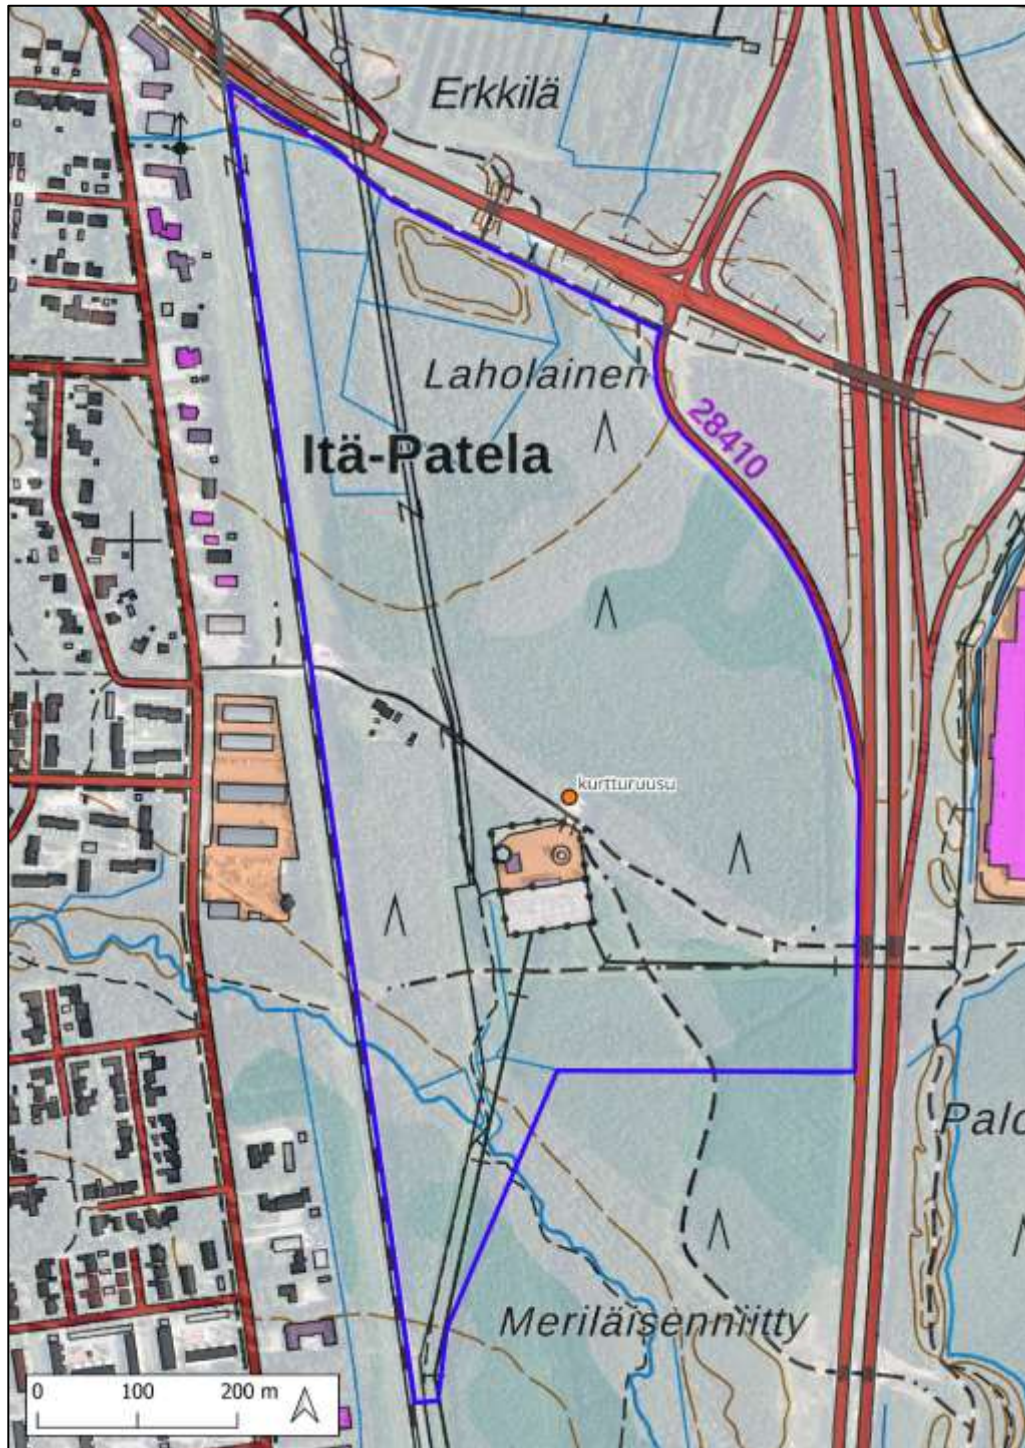 Erkkilä
Laholainen
28410
Itä-Patela
kurtturuusu
Palo
Meriläisenniitty
0 100 200 m